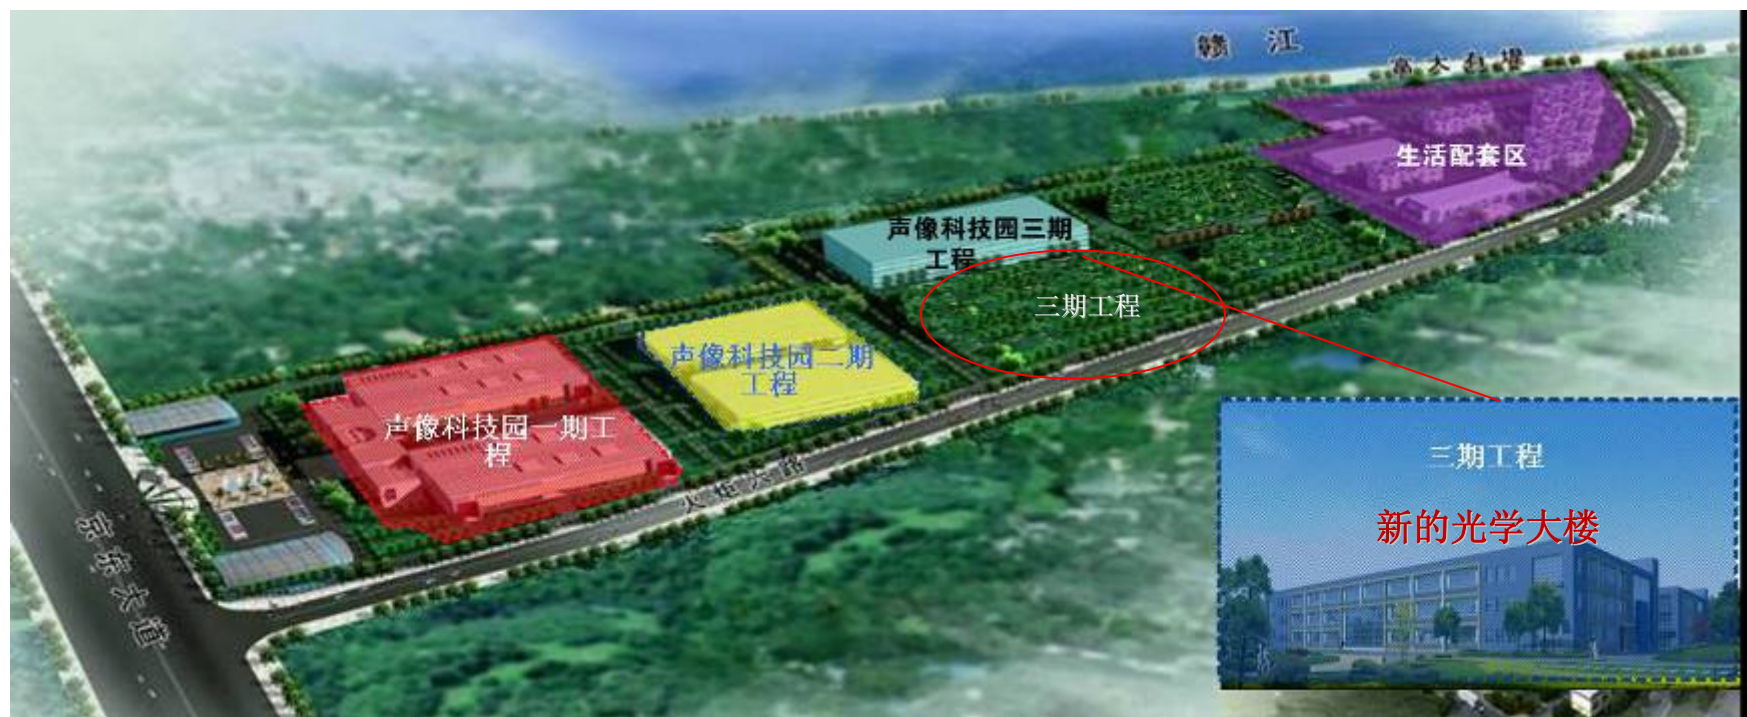 赣 江
生活配套区
声像科技园三期
工程
三期工程
声像科技园二期
工程
声像科技园一期工
程
京东大道
三期工程
新的光学大楼